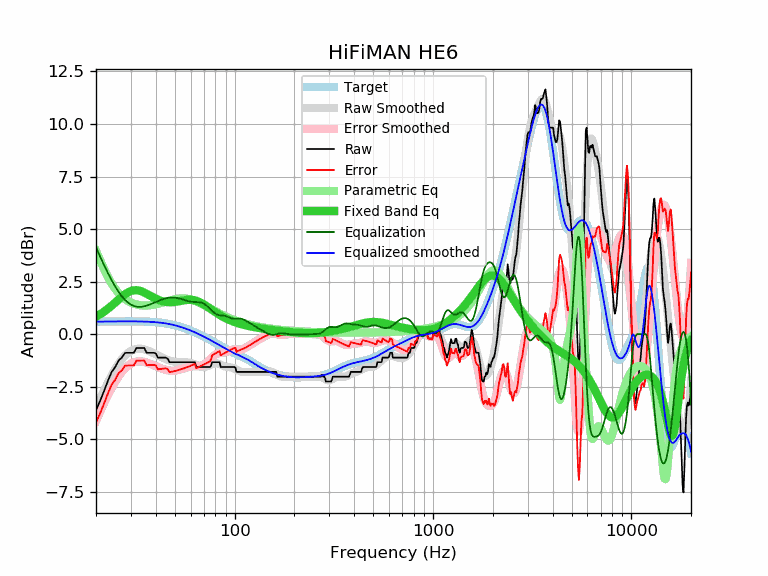 HiFiMAN HE6
12.5
10.0
7.5
5.0
2.5
0.0
−2.5
−5.0
−7.5
Amplitude (dBr)
Target
Raw Smoothed
Error Smoothed
Raw
Error
Parametric Eq
Fixed Band Eq
Equalization
Equalized smoothed
100
1000
10000
Frequency (Hz)